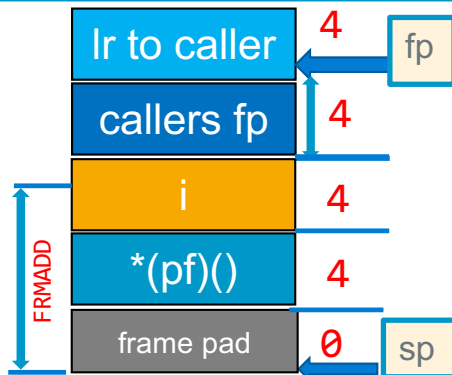 lr to caller
4
fp
callers fp
4
i
4
FRMADD
*(pf)()
4
frame pad
0
sp